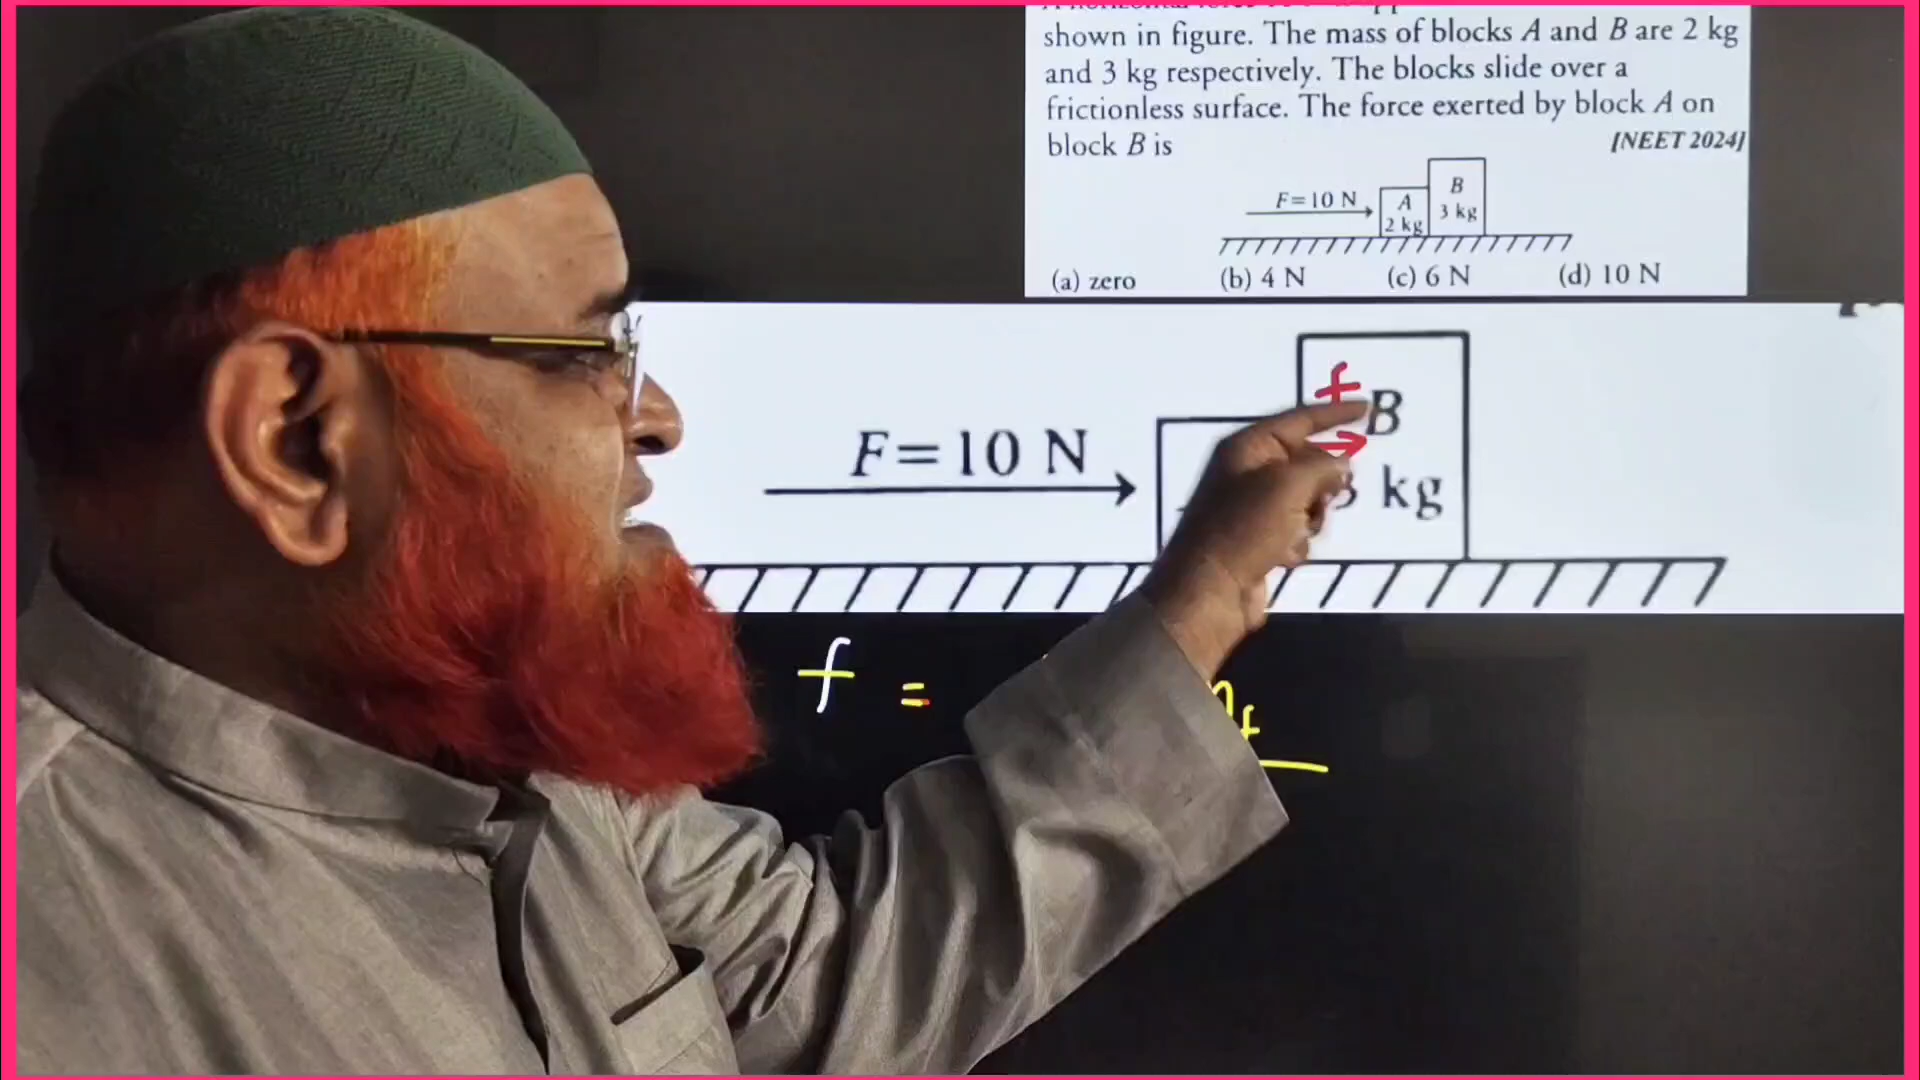 shown in figure. The mass of blocks A and B are 2 kg
and 3 kg respectively. The blocks slide over a
frictionless surface. The force exerted by block A on
block B is [NEET 2024]
F=10 N
A
2 kg
B
3 kg
(a) zero (b) 4 N (c) 6 N (d) 10 N
F=10 N
f
B
3 kg
f =